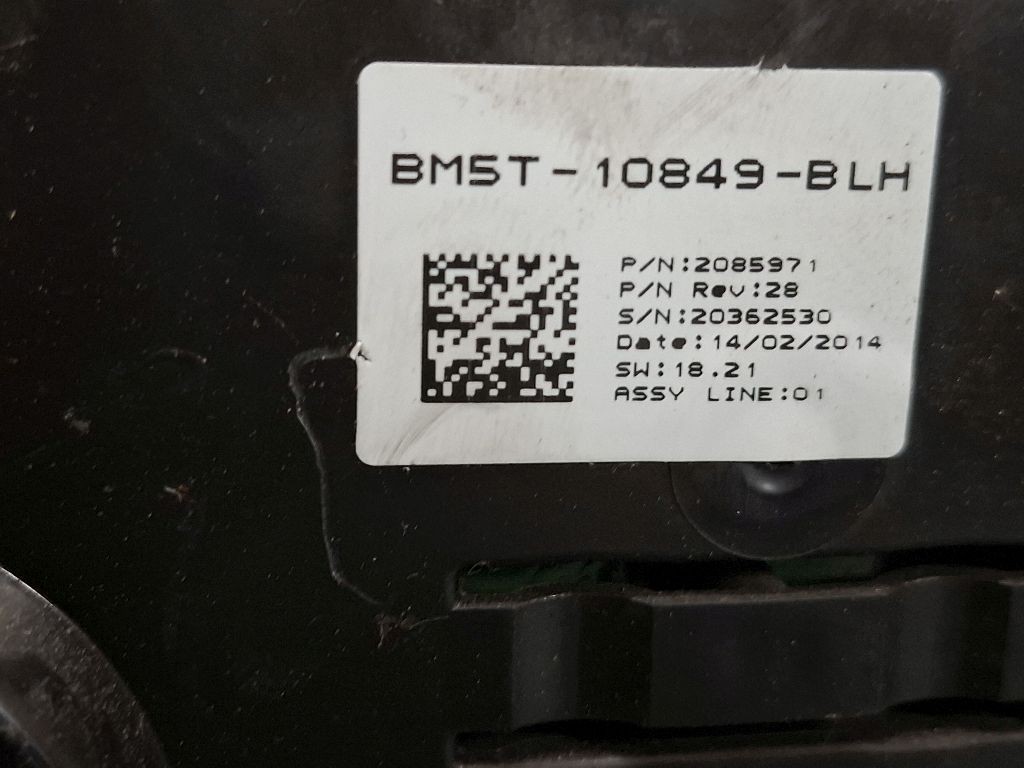 BM5T-10849-BLH
P/N:2085971
P/N Rev:28
S/N:20362530
Date:14/02/2014
SW:18.21
ASSY LINE:01